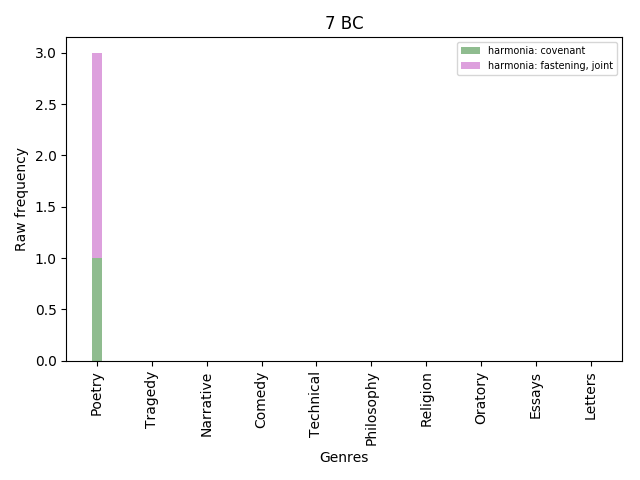 7 BC
harmonia: covenant
harmonia: fastening, joint
Raw frequency
3.0
2.5
2.0
1.5
1.0
0.5
0.0
Poetry
Tragedy
Narrative
Comedy
Technical
Philosophy
Religion
Oratory
Essays
Letters
Genres